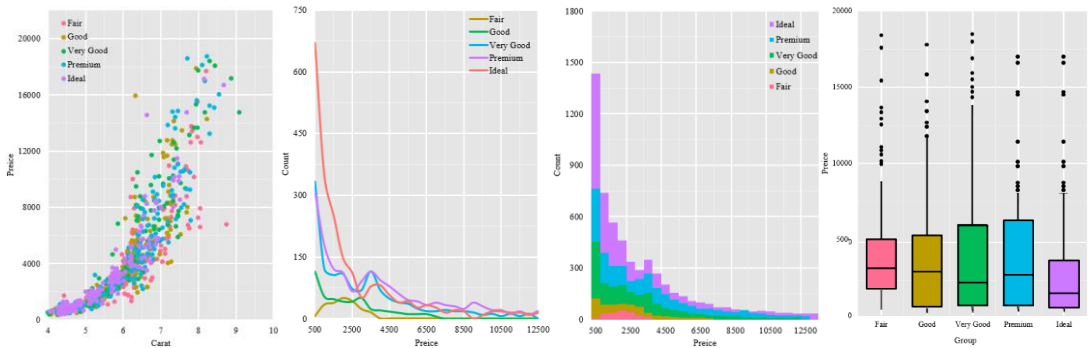 Fair
Good
Very Good
Premium
Ideal
22000
20000
16000
12000
8000
4000
0
4 5 6 7 8 9 10
Preice
Carat
750
600
450
300
150
0
500 2500 4500 6500 8500 10500 12500
Count
Preice
Fair
Good
Very Good
Premium
Ideal
1800
1500
1200
900
600
300
0
500 2500 4500 6500 8500 10500 12500
Count
Preice
Ideal
Premium
Very Good
Good
Fair
20000
15000
10000
5000
0
Preice
Fair Good Very Good Premium Ideal
Group